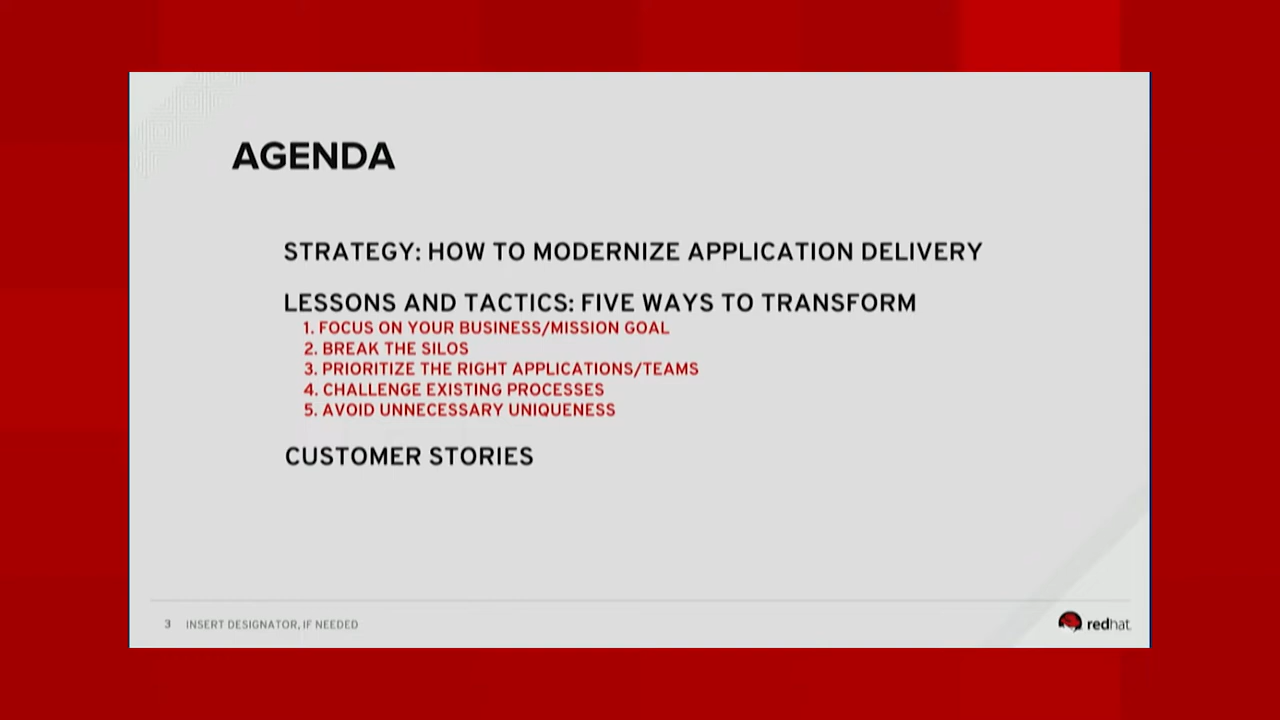 AGENDA
STRATEGY: HOW TO MODERNIZE APPLICATION DELIVERY
LESSONS AND TACTICS: FIVE WAYS TO TRANSFORM
1. FOCUS ON YOUR BUSINESS/MISSION GOAL
2. BREAK THE SILOS
3. PRIORITIZE THE RIGHT APPLICATIONS/TEAMS
4. CHALLENGE EXISTING PROCESSES
5. AVOID UNNECESSARY UNIQUENESS
CUSTOMER STORIES
3 INSERT DESIGNATOR, IF NEEDED
redhat